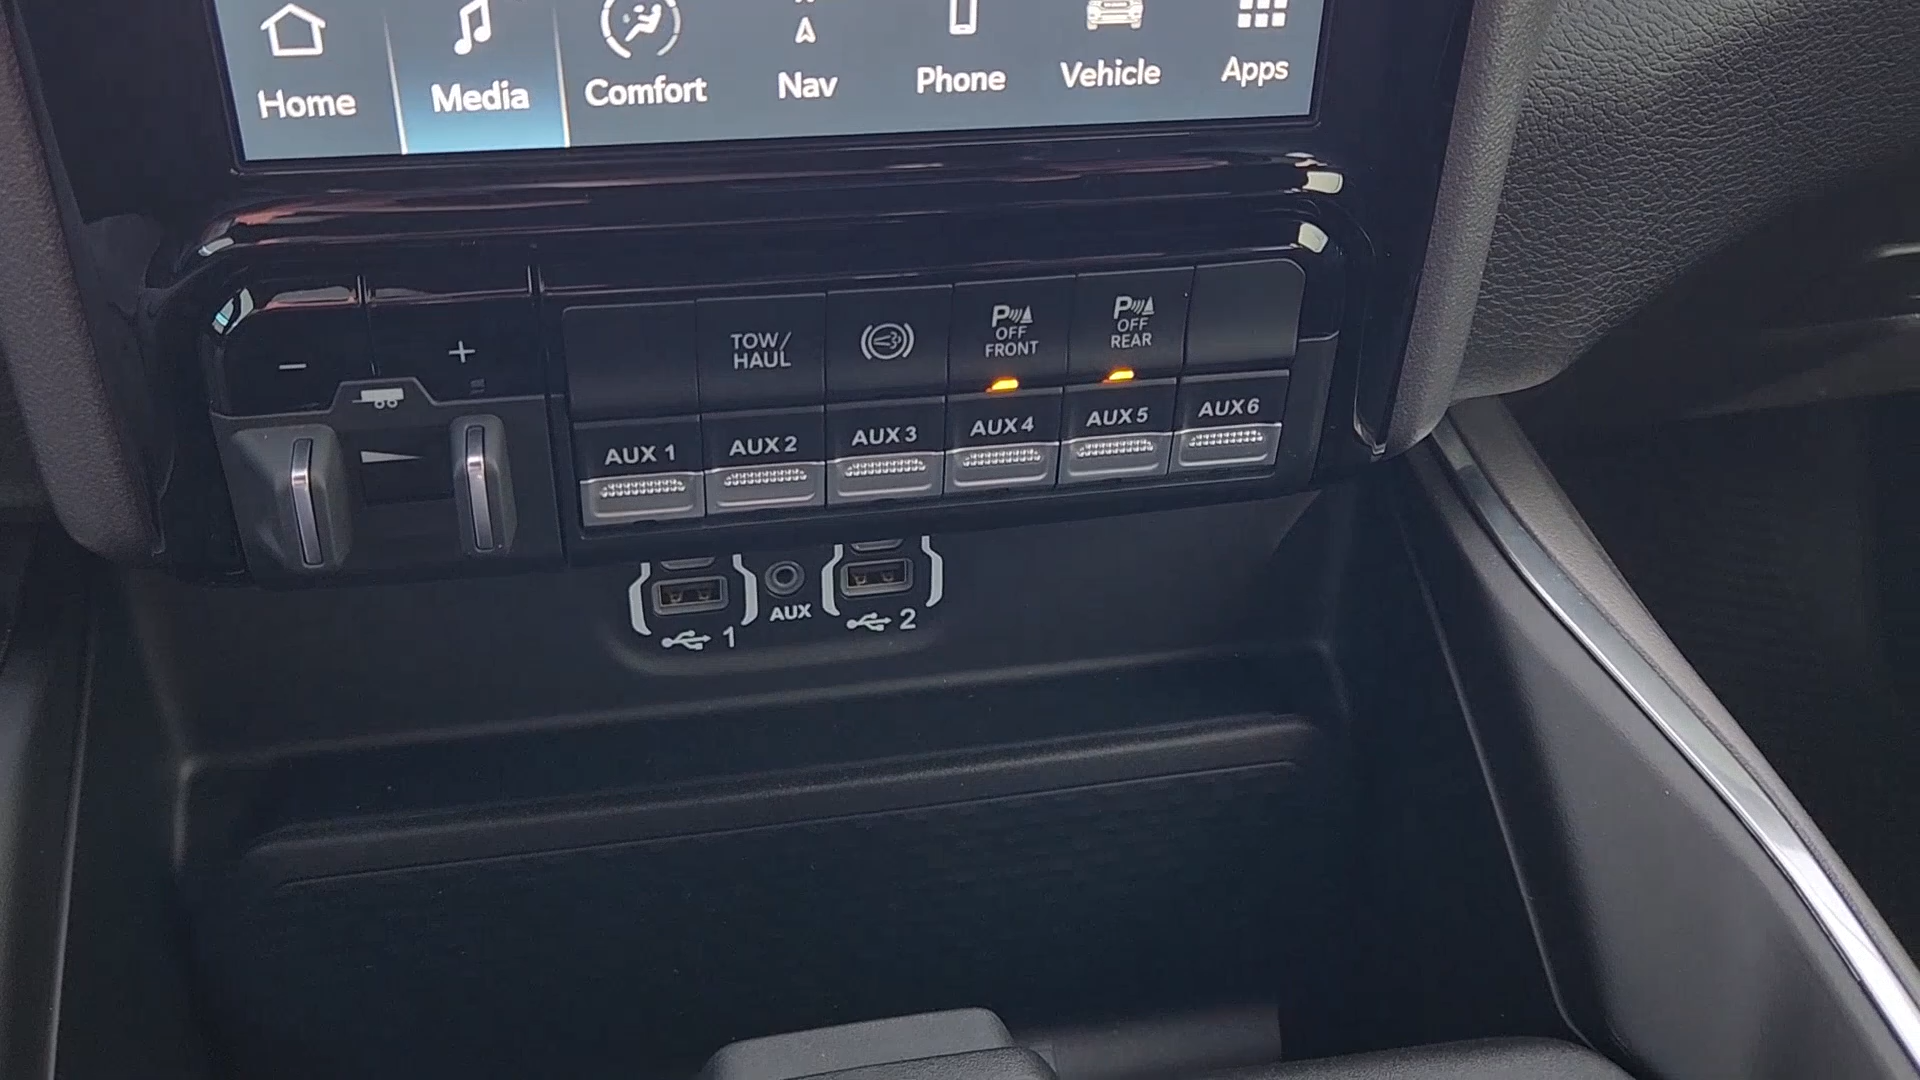 Home Media Comfort Nav Phone Vehicle Apps
− +
TOW/
HAUL
P OFF
FRONT
P OFF
REAR
AUX 1 AUX 2 AUX 3 AUX 4 AUX 5 AUX 6
1 AUX 2